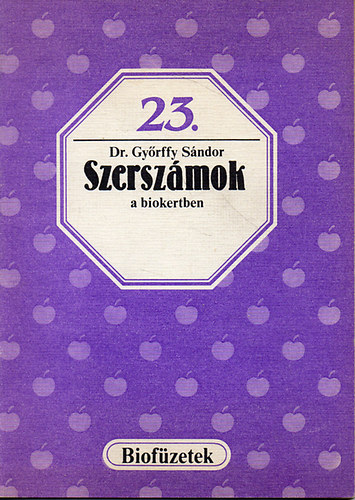 23.
Dr. Győrffy Sándor
Szerszámok
a biokertben
Biofüzetek